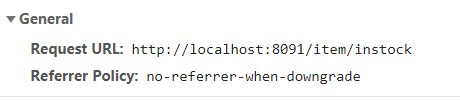 General
Request URL: http://localhost:8091/item/instock
Referrer Policy: no-referrer-when-downgrade